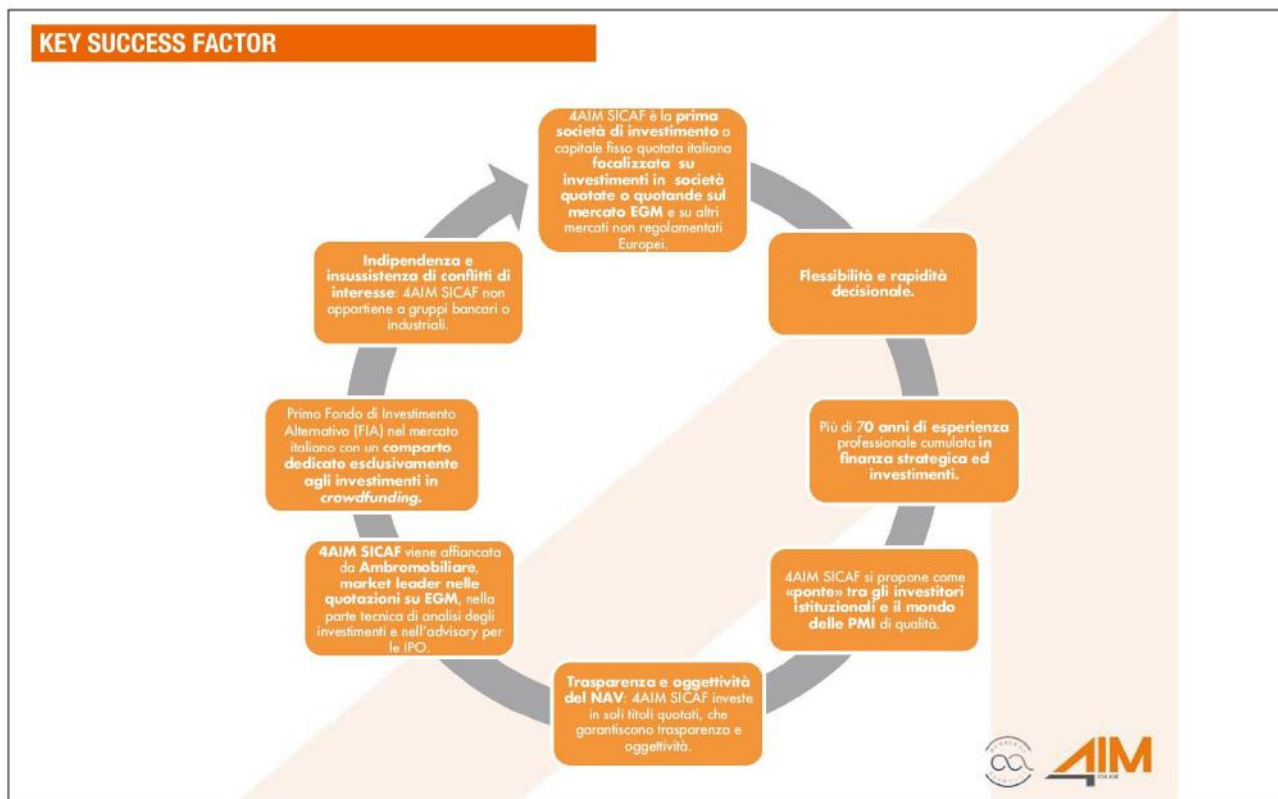 KEY SUCCESS FACTOR
4AIM SICAF è la prima
società di investimento a
capitale fisso quotata italiana
focalizzata su
investimenti in società
quotate o quotande sul
mercato EGM e su altri
mercati non regolamentati
Europei.
Flessibilità e rapidità
decisionale.
Più di 70 anni di esperienza
professionale cumulata in
finanza strategica ed
investimenti.
4AIM SICAF si propone come
«ponte» tra gli investitori
istituzionali e il mondo
delle PMI di qualità.
Trasparenza e oggettività
del NAV: 4AIM SICAF investe
in soli titoli quotati, che
garantiscono trasparenza e
oggettività.
4AIM SICAF viene affiancata
da Ambromobiliare,
market leader nelle
quotazioni su EGM, nella
parte tecnica di analisi degli
investimenti e nell'advisory per
le IPO.
Primo Fondo di Investimento
Alternativo (FIA) nel mercato
italiano con un comparto
dedicato esclusivamente
agli investimenti in
crowdfunding.
Indipendenza e
insussistenza di conflitti di
interesse: 4AIM SICAF non
appartiene a gruppi bancari o
industriali.
4AIM